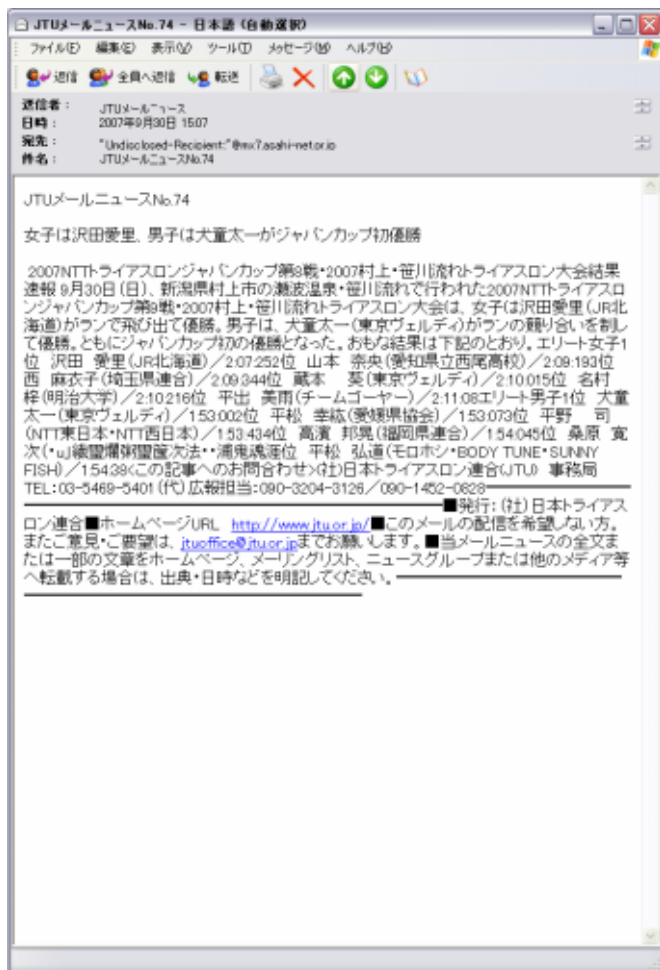 JTUメールニュースNo.74 - 日本語 (自動選択)
ファイル(F) 編集(E) 表示(V) ツール(T) メッセージ(M) ヘルプ(H)
返信 全員へ返信 転送
送信者： JTUメールニュース
日時： 2007年9月30日 15:07
宛先： "Undisclosed-Recipient:"@mx7.asahi-net.or.jp
件名： JTUメールニュースNo.74
JTUメールニュースNo.74
女子は沢田愛里、男子は犬童太一がジャパンカップ初優勝
2007NTTトライアスロンジャパンカップ第9戦・2007村上・笹川流れトライアスロン大会結果
速報 9月30日（日）、新潟県村上市の瀬波温泉・笹川流れで行われた2007NTTトライアスロ
ンジャパンカップ第9戦・2007村上・笹川流れトライアスロン大会は、女子は沢田愛里（JR北
海道）がランで飛び出て優勝。男子は、犬童太一（東京ヴェルディ）がランの競り合いを制し
て優勝。ともにジャパンカップ初の優勝となった。おもな結果は下記のとおり。エリート女子1
位 沢田 愛里（JR北海道）／2:07:252位 山本 奈央（愛知県立西尾高校）／2:09:193位
西 麻衣子（埼玉県連合）／2:09:344位 蔵本 葵（東京ヴェルディ）／2:10:015位 名村
梓（明治大学）／2:10:216位 平出 美雨（チームゴーヤー）／2:11:08エリート男子1位 犬童
太一（東京ヴェルディ）／1:53:002位 平松 幸紘（愛媛県協会）／1:53:073位 平野 司
（NTT東日本・NTT西日本）／1:53:434位 高濱 邦晃（福岡県連合）／1:54:045位 桑原 寛
次（・ 位 平松 弘道（モロホシ・BODY TUNE・SUNNY
FISH）／1:54:38<この記事へのお問合わせ>(社)日本トライアスロン連合(JTU) 事務局
TEL:03-5469-5401（代）広報担当:090-3204-3126／090-1452-0628
■発行：（社）日本トライアス
ロン連合■ホームページURL http://www.jtu.or.jp/■このメールの配信を希望しない方。
またご意見・ご要望は、jtuoffice@jtu.or.jpまでお願いします。■当メールニュースの全文ま
たは一部の文章をホームページ、メーリングリスト、ニュースグループまたは他のメディア等
へ転載する場合は、出典・日時などを明記してください。